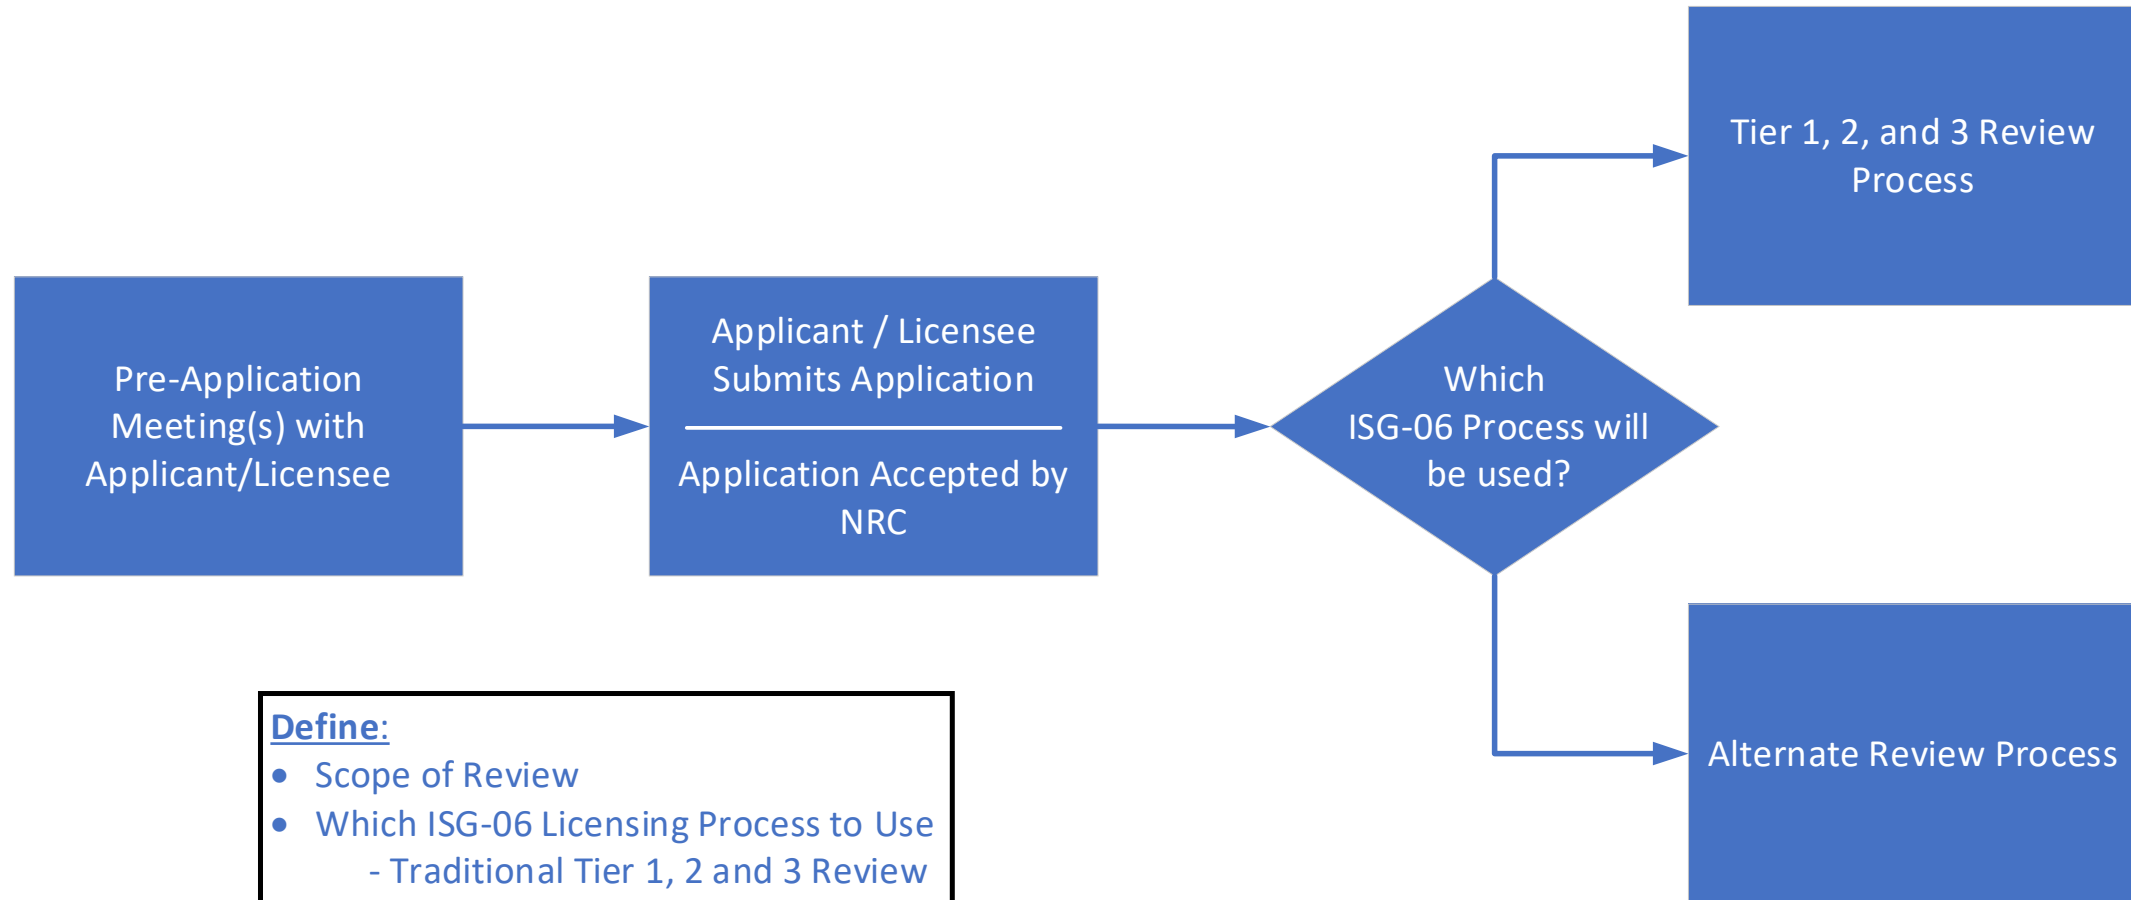 Pre-Application
Meeting(s) with
Applicant/Licensee
Applicant / Licensee
Submits Application
Application Accepted by
NRC
Which
ISG-06 Process will
be used?
Tier 1, 2, and 3 Review
Process
Alternate Review Process
Define:
• Scope of Review
• Which ISG-06 Licensing Process to Use
- Traditional Tier 1, 2 and 3 Review